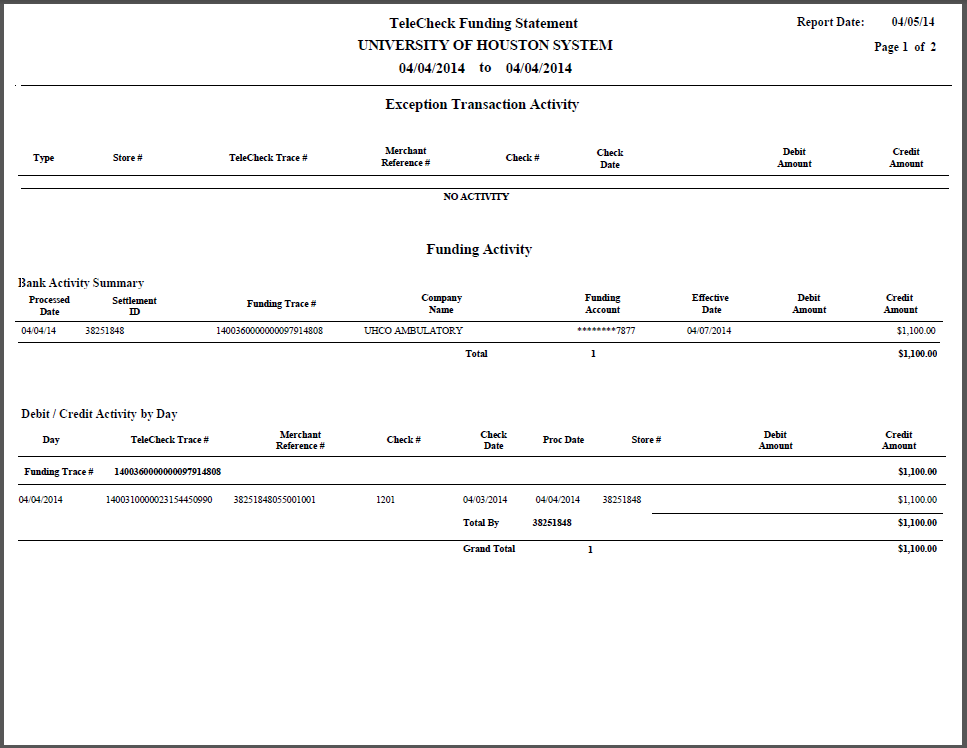 TeleCheck Funding Statement
Report Date: 04/05/14
UNIVERSITY OF HOUSTON SYSTEM
Page 1 of 2
04/04/2014 to 04/04/2014
Exception Transaction Activity
Type Store # TeleCheck Trace # Merchant Reference # Check # Check Date Debit Amount Credit Amount
NO ACTIVITY
Funding Activity
Bank Activity Summary
Processed Date Settlement ID Funding Trace # Company Name Funding Account Effective Date Debit Amount Credit Amount
04/04/14 38251848 1400360000000097914808 UHCO AMBULATORY ********7877 04/07/2014 $1,100.00
Total 1 $1,100.00
Debit / Credit Activity by Day
Day TeleCheck Trace # Merchant Reference # Check # Check Date Proc Date Store # Debit Amount Credit Amount
Funding Trace # 1400360000000097914808 $1,100.00
04/04/2014 1400310000023154450990 38251848055001001 1201 04/03/2014 04/04/2014 38251848 $1,100.00
Total By 38251848 $1,100.00
Grand Total 1 $1,100.00